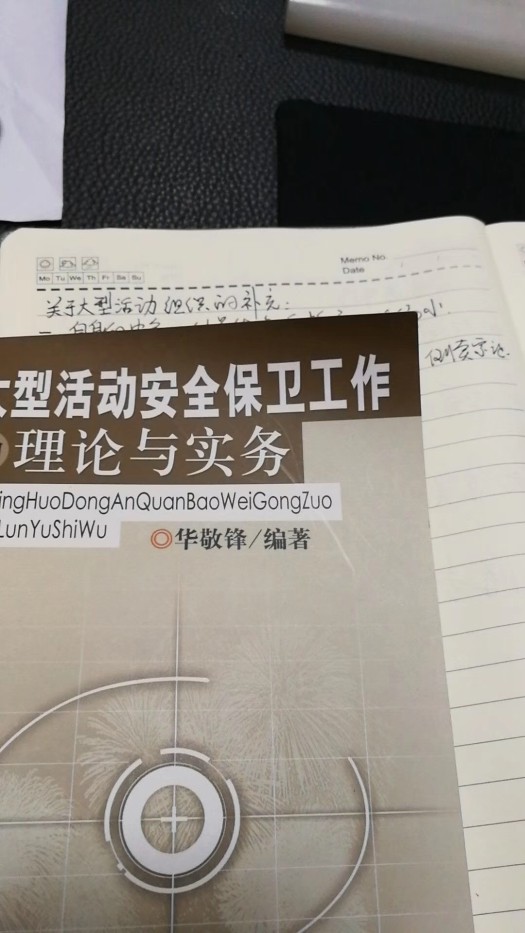 Memo No.
Date
Mo Tu We Th Fr Sa Su
关于大型活动组织的补充：
大型活动安全保卫工作
理论与实务
ingHuoDongAnQuanBaoWeiGongZuo
LunYuShiWu
◎华敬锋/编著